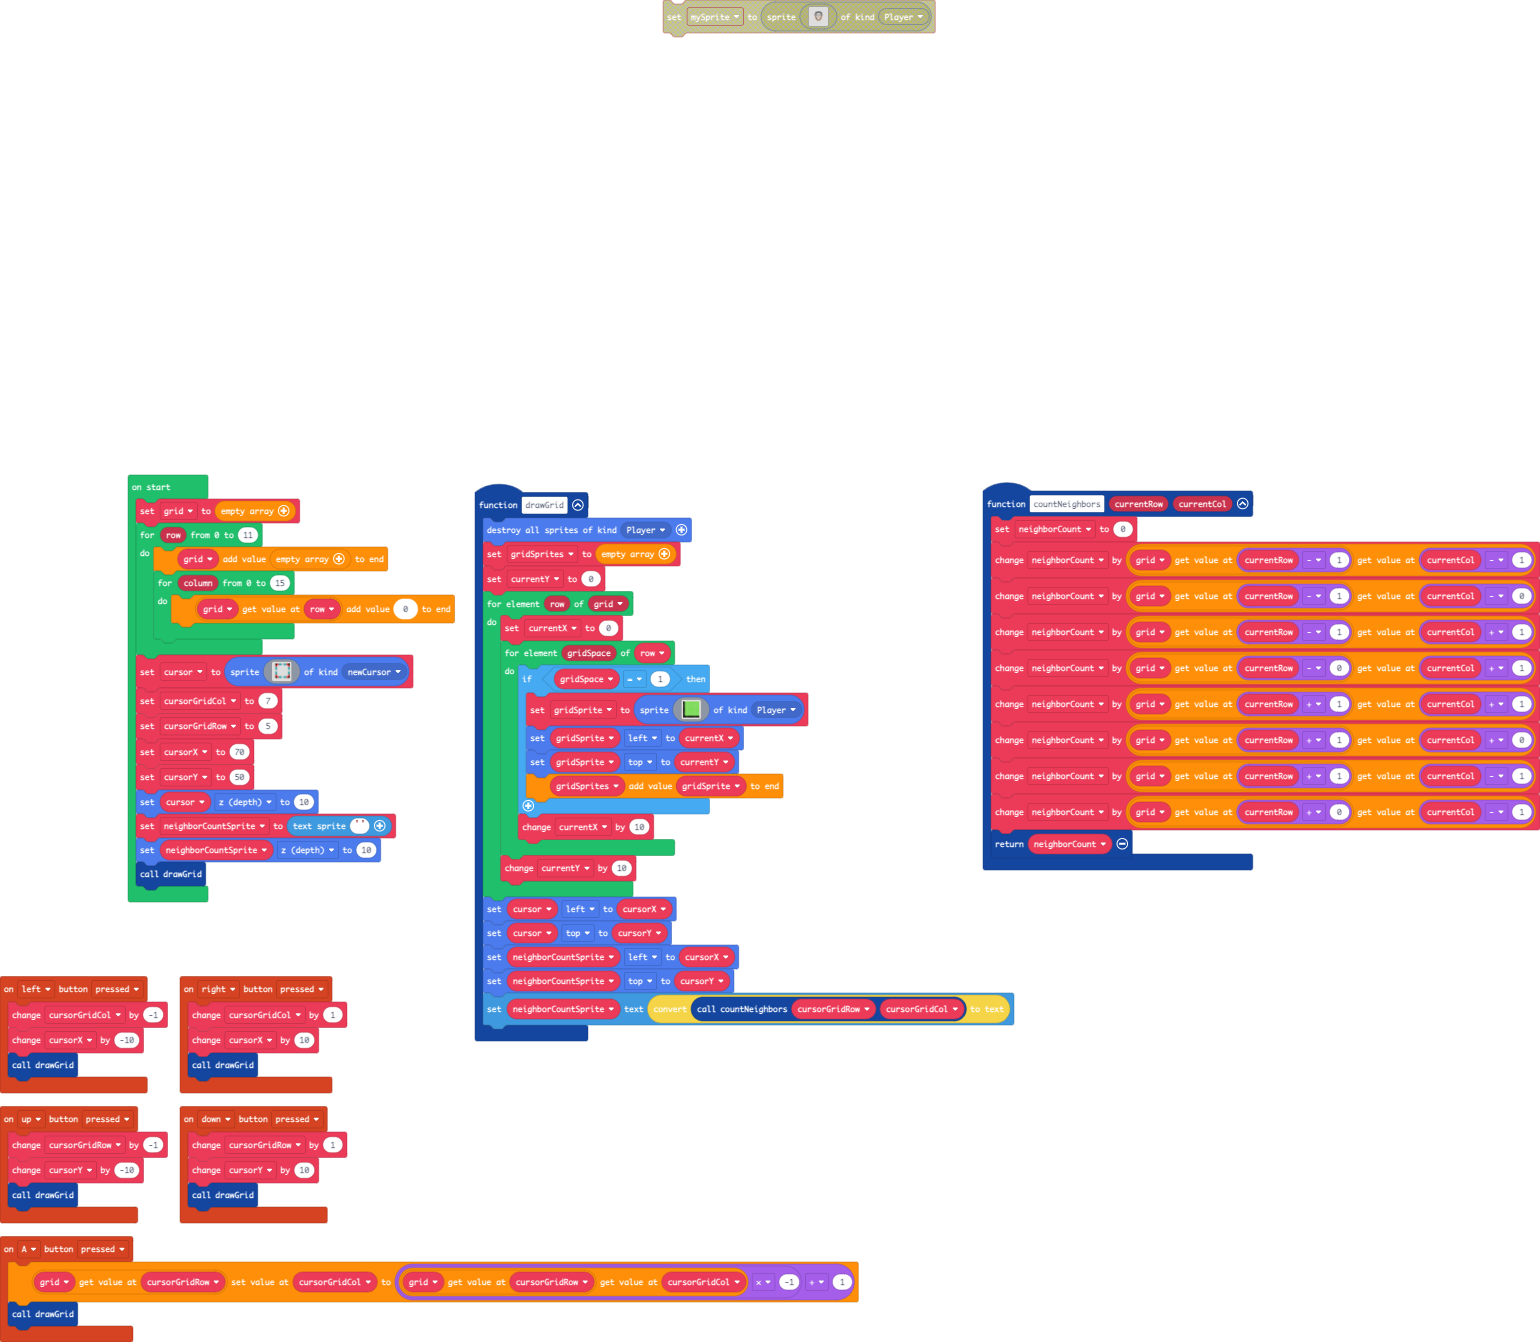 set mySprite to sprite of kind Player
on start
set grid to empty array
for row from 0 to 11
do
grid add value empty array to end
for column from 0 to 15
do
grid get value at row add value 0 to end
set cursor to sprite of kind newCursor
set cursorGridCol to 7
set cursorGridRow to 5
set cursorX to 70
set cursorY to 50
set cursor z (depth) to 10
set neighborCountSprite to text sprite " "
set neighborCountSprite z (depth) to 10
call drawGrid
function drawGrid
destroy all sprites of kind Player
set gridSprites to empty array
set currentY to 0
for element row of grid
do
set currentX to 0
for element gridSpace of row
do
if gridSpace = 1 then
set gridSprite to sprite of kind Player
set gridSprite left to currentX
set gridSprite top to currentY
gridSprites add value gridSprite to end
change currentX by 10
change currentY by 10
set cursor left to cursorX
set cursor top to cursorY
set neighborCountSprite left to cursorX
set neighborCountSprite top to cursorY
set neighborCountSprite text convert call countNeighbors cursorGridRow cursorGridCol to text
function countNeighbors currentRow currentCol
set neighborCount to 0
change neighborCount by grid get value at currentRow - 1 get value at currentCol - 1
change neighborCount by grid get value at currentRow - 1 get value at currentCol - 0
change neighborCount by grid get value at currentRow - 1 get value at currentCol + 1
change neighborCount by grid get value at currentRow - 0 get value at currentCol + 1
change neighborCount by grid get value at currentRow + 1 get value at currentCol + 1
change neighborCount by grid get value at currentRow + 1 get value at currentCol + 0
change neighborCount by grid get value at currentRow + 1 get value at currentCol - 1
change neighborCount by grid get value at currentRow + 0 get value at currentCol - 1
return neighborCount
on left button pressed
change cursorGridCol by -1
change cursorX by -10
call drawGrid
on right button pressed
change cursorGridCol by 1
change cursorX by 10
call drawGrid
on up button pressed
change cursorGridRow by -1
change cursorY by -10
call drawGrid
on down button pressed
change cursorGridRow by 1
change cursorY by 10
call drawGrid
on A button pressed
grid get value at cursorGridRow set value at cursorGridCol to grid get value at cursorGridRow get value at cursorGridCol × -1 + 1
call drawGrid